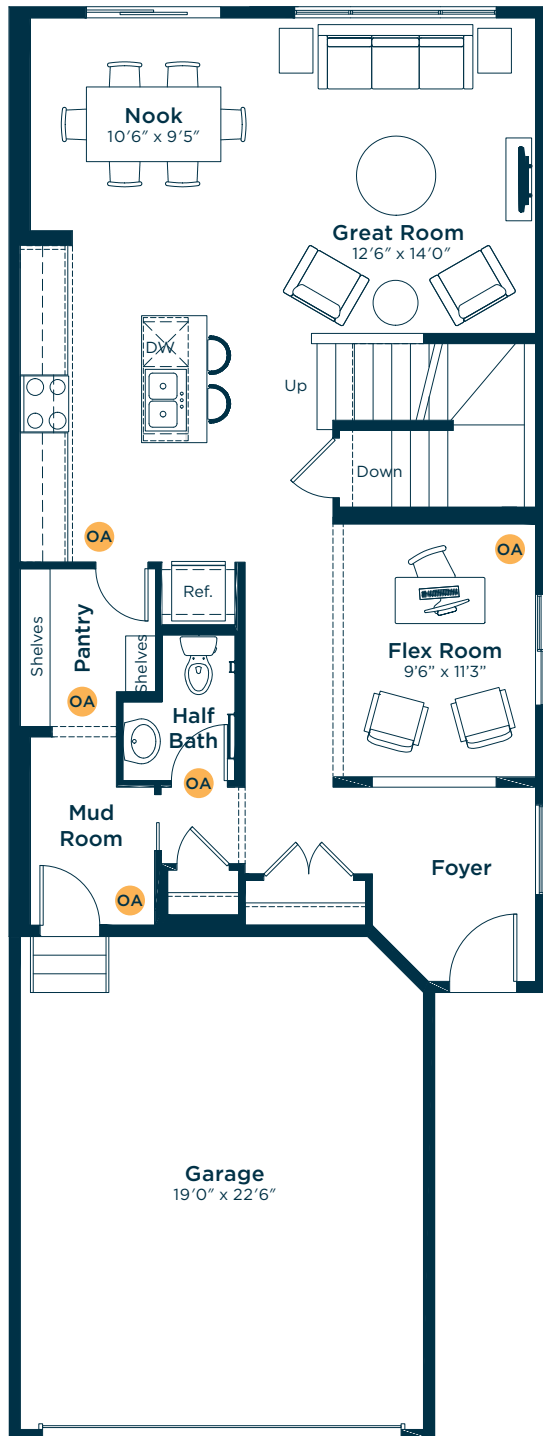 Nook
10'6" x 9'5"
Great Room
12'6" x 14'0"
DW
Up
Down
OA
OA
Ref.
Shelves
Pantry
Shelves
Flex Room
9'6" x 11'3"
OA
Half
Bath
OA
Mud
Room
Foyer
OA
Garage
19'0" x 22'6"